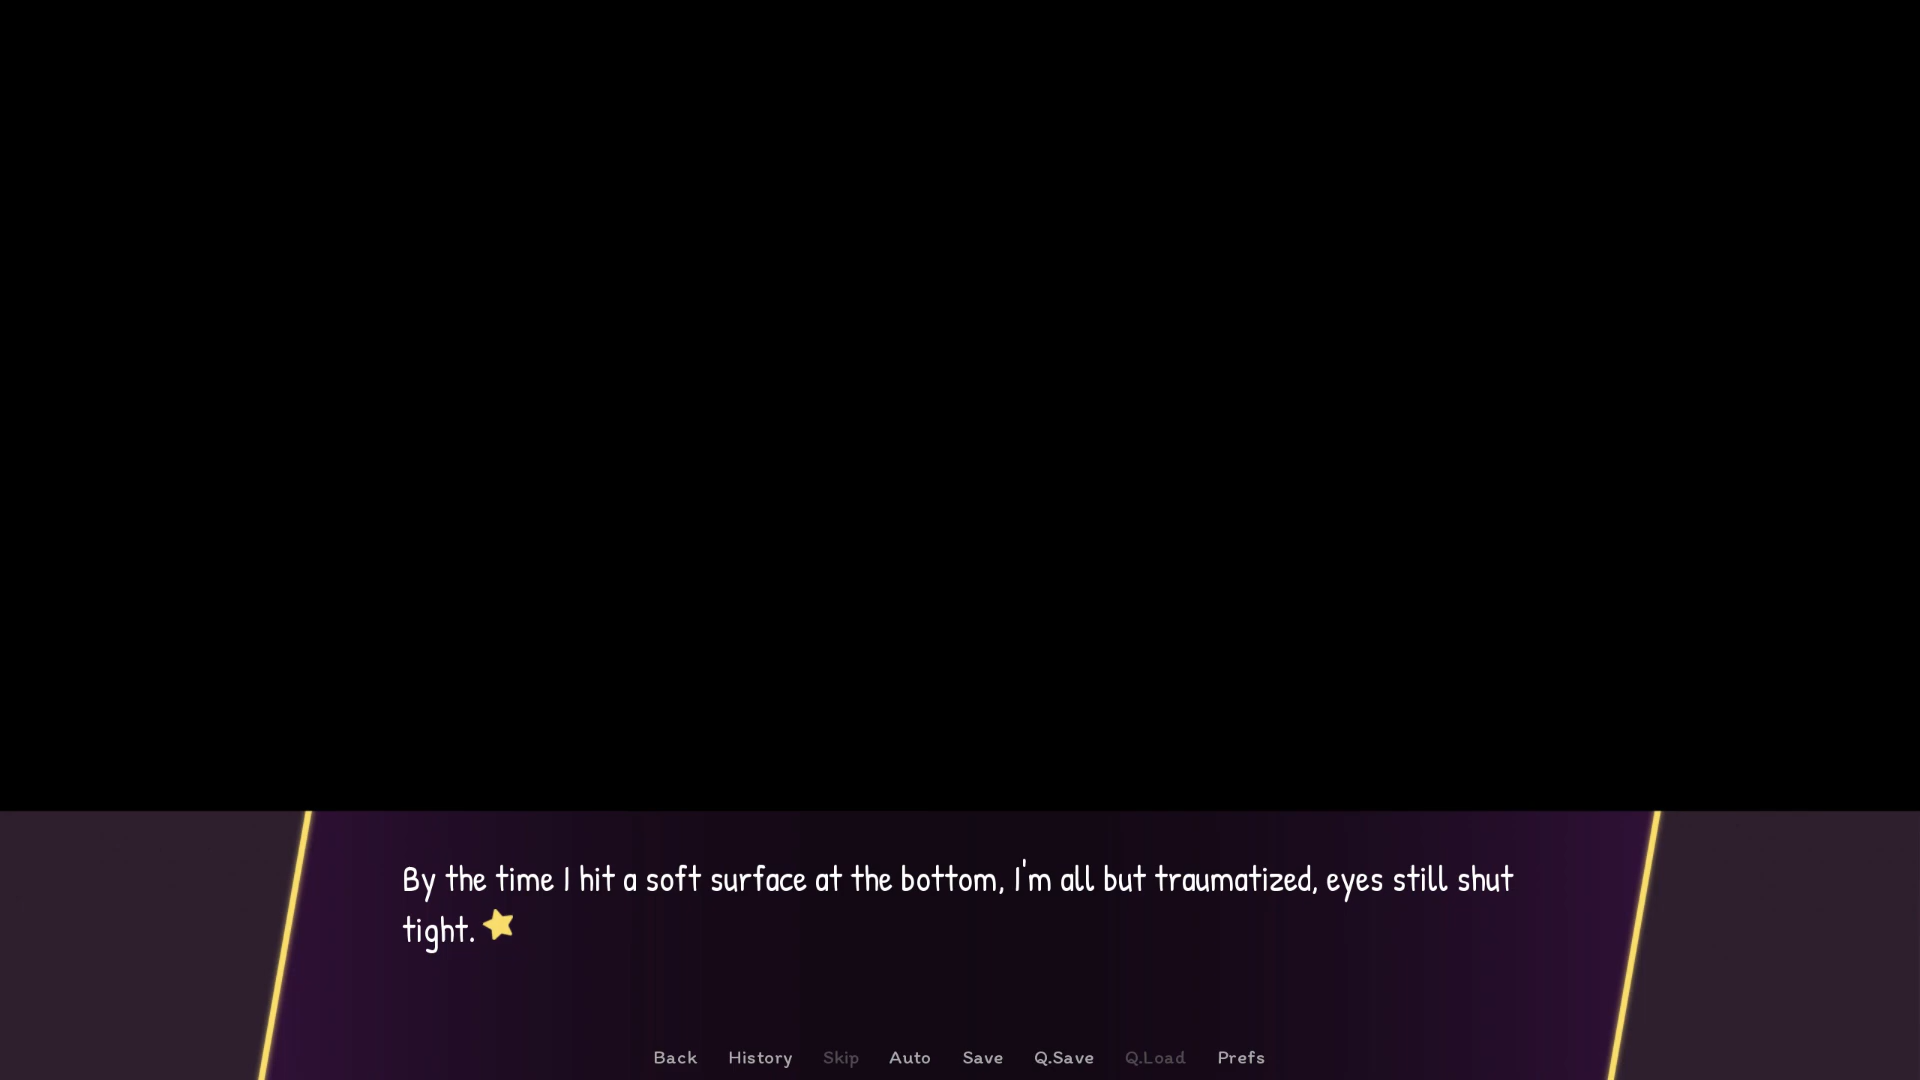 By the time I hit a soft surface at the bottom, I'm all but traumatized, eyes still shut
tight.
Back History Skip Auto Save Q.Save Q.Load Prefs